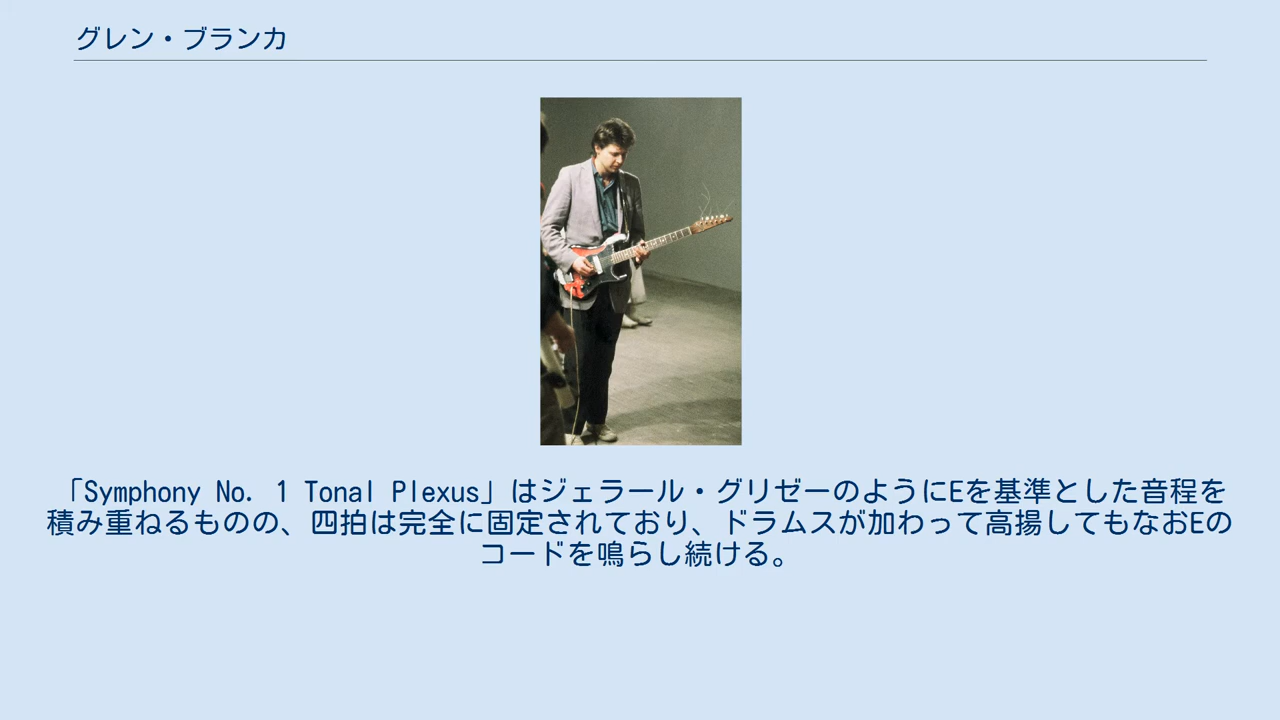 グレン・ブランカ
「Symphony No. 1 Tonal Plexus」はジェラール・グリゼーのようにEを基準とした音程を
積み重ねるものの、四拍は完全に固定されており、ドラムスが加わって高揚してもなおEの
コードを鳴らし続ける。